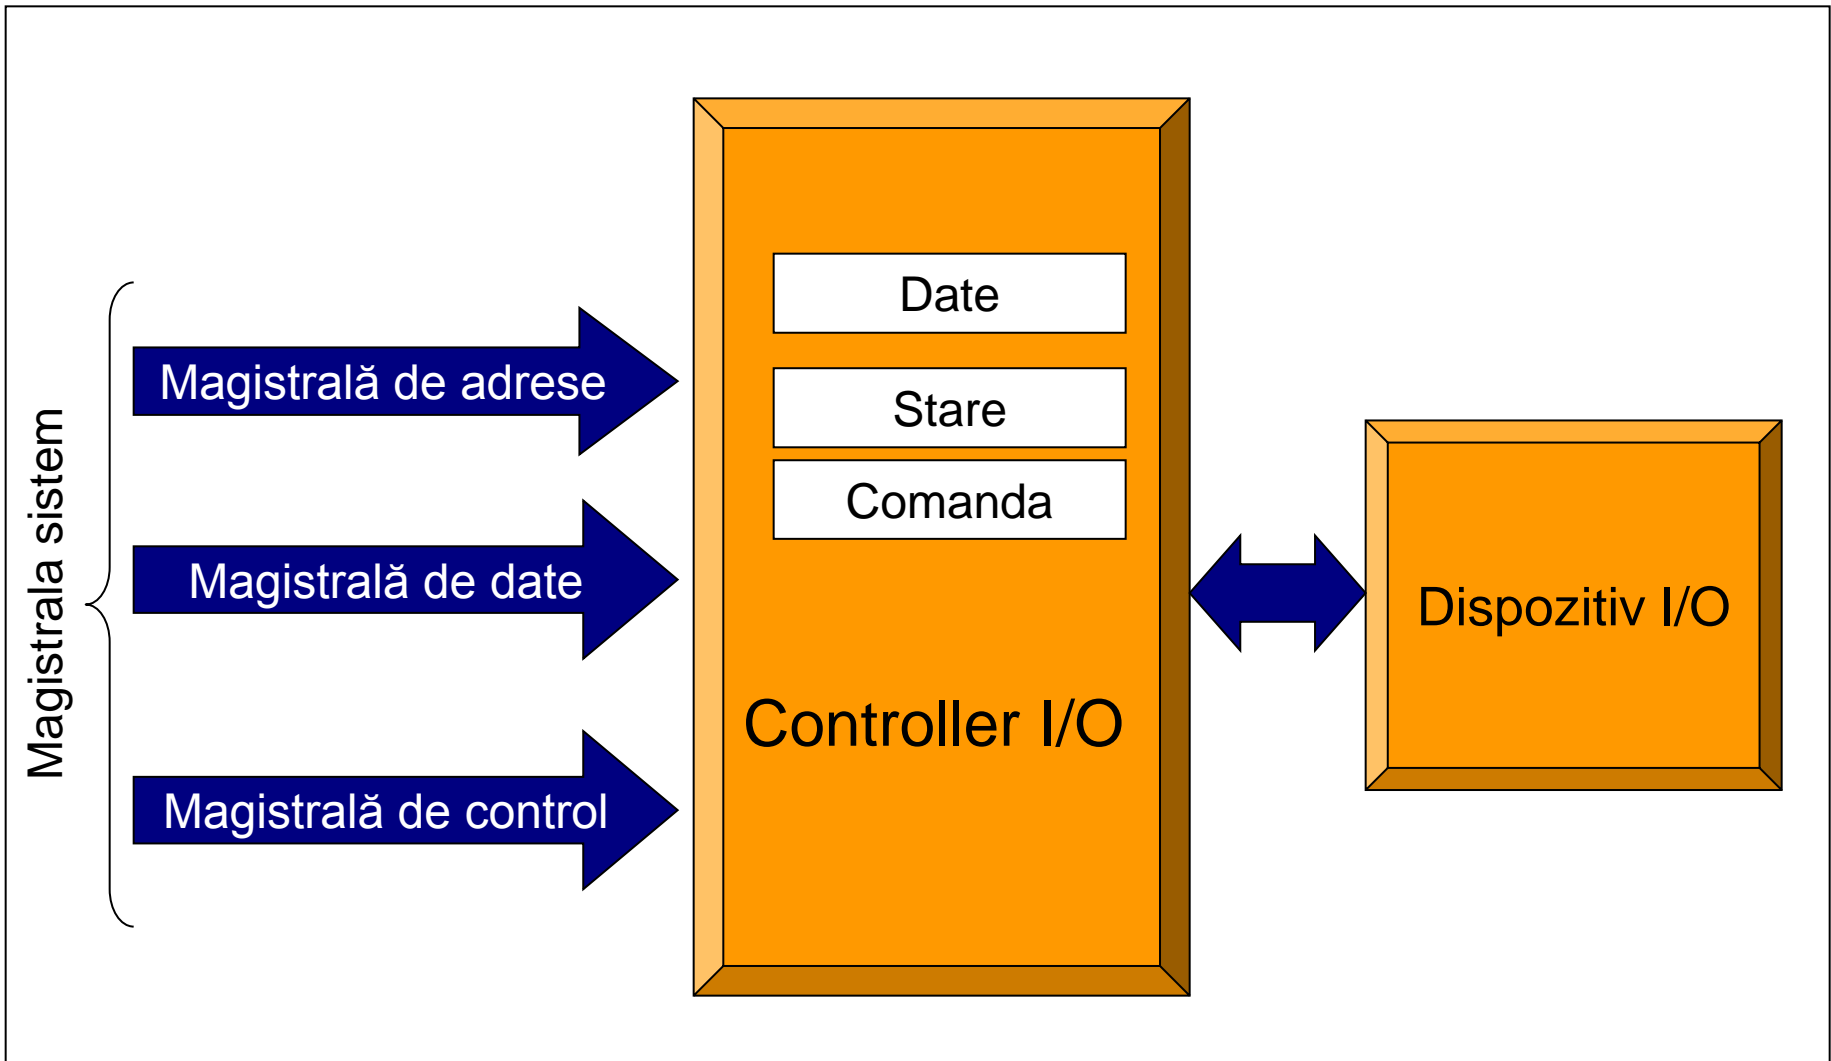 Magistrala sistem
Magistrală de adrese
Magistrală de date
Magistrală de control
Date
Stare
Comanda
Controller I/O
Dispozitiv I/O